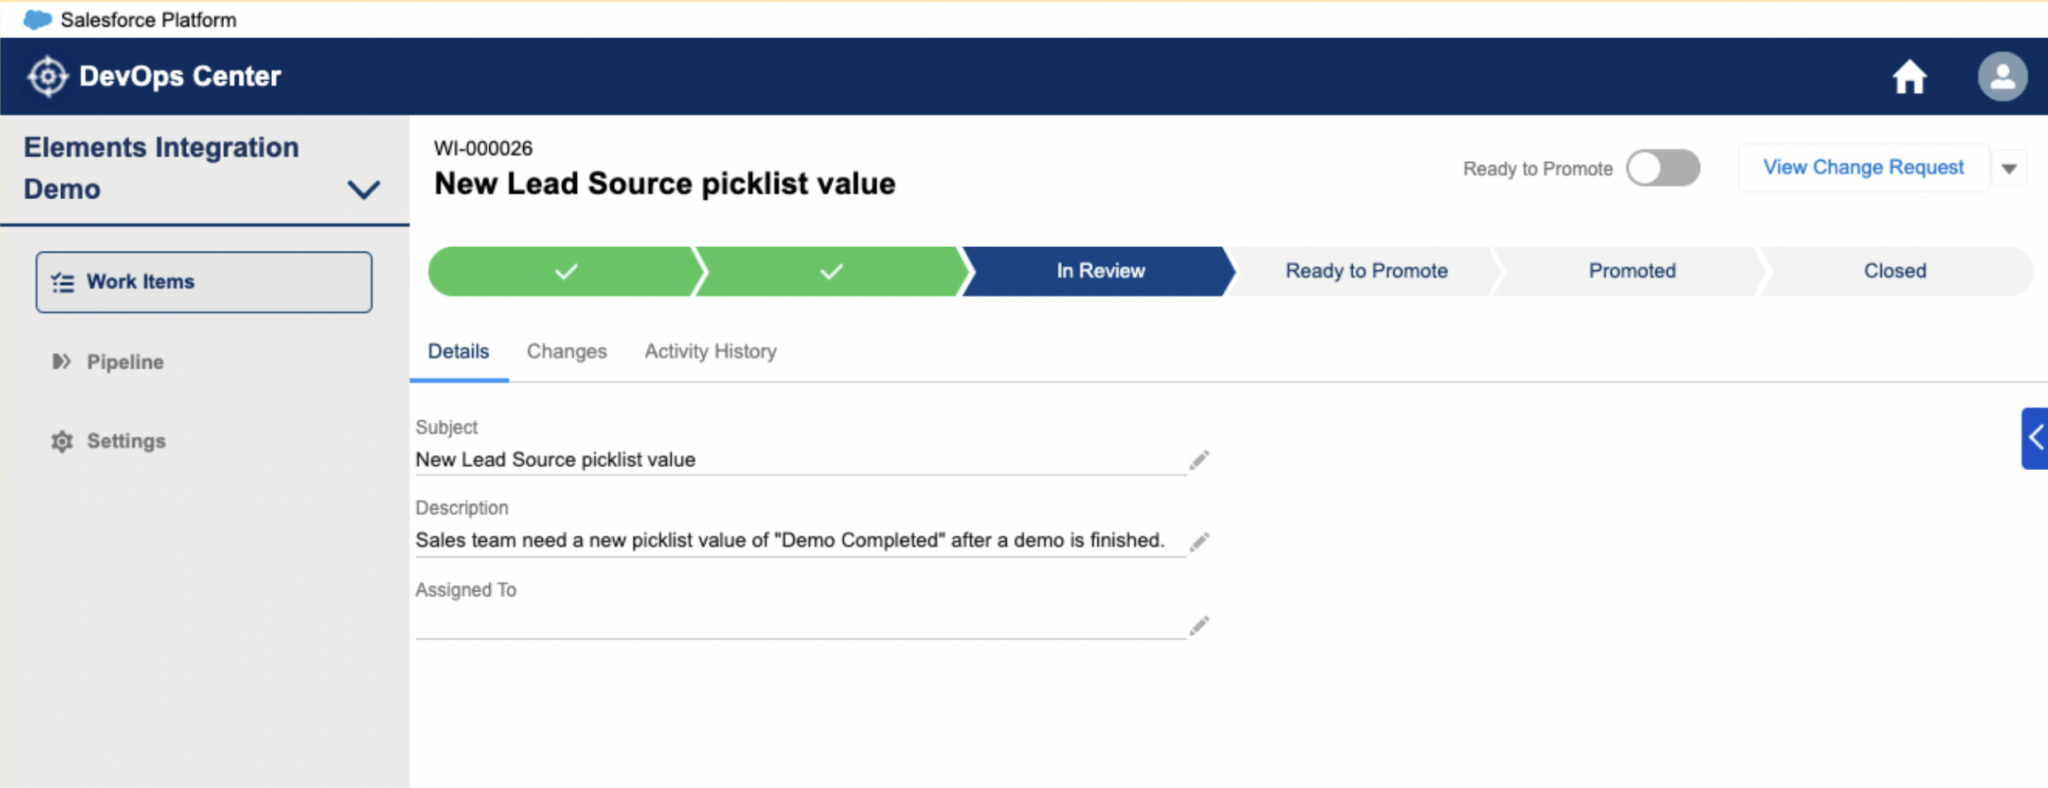 Salesforce Platform
DevOps Center
Elements Integration
Demo
Work Items
Pipeline
Settings
WI-000026
New Lead Source picklist value
Ready to Promote
View Change Request
In Review
Ready to Promote
Promoted
Closed
Details
Changes
Activity History
Subject
New Lead Source picklist value
Description
Sales team need a new picklist value of "Demo Completed" after a demo is finished.
Assigned To